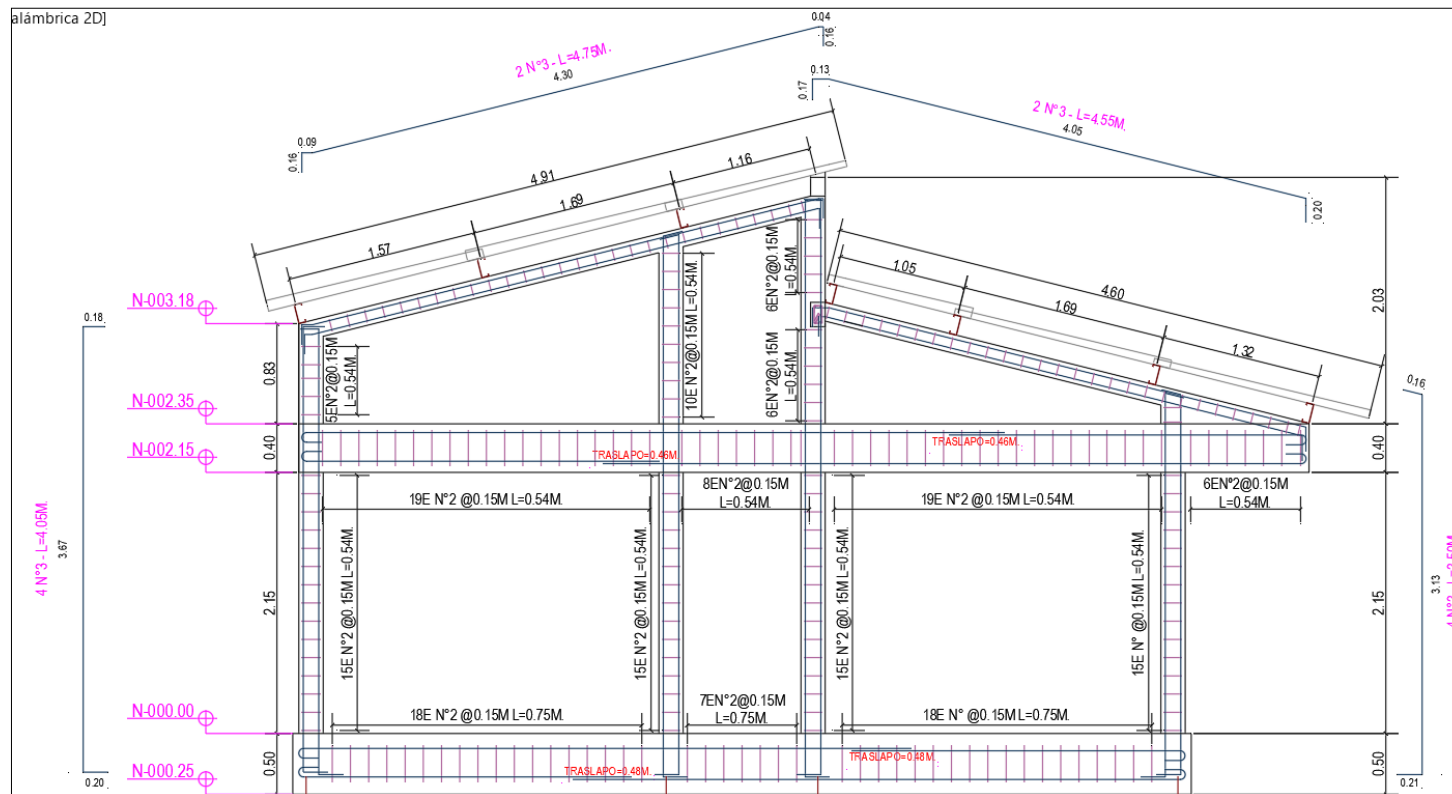 alámbrica 2D]
0.04
0.16
2 N°3 - L=4.75M.
4.30
0.13
0.17
2 N°3 - L=4.55M.
4.05
0.09
0.16
4.91
1.16
1.69
1.57
0.20
1.05
1.69
4.60
1.32
2.03
N-003.18
0.18
0.83
5EN°2@0.15M
L=0.54M.
10E N°2@0.15M L=0.54M.
6EN°2@0.15M
L=0.54M.
6EN°2@0.15M
L=0.54M.
0.16
N-002.35
N-002.15
0.40
TRASLAPO=0.46M.
TRASLAPO=0.46M.
0.40
19E N°2 @0.15M L=0.54M.
8EN°2@0.15M
L=0.54M.
19E N°2 @0.15M L=0.54M.
6EN°2@0.15M
L=0.54M.
4 N°3 - L=4.05M.
3.67
2.15
15E N°2 @0.15M L=0.54M.
15E N°2 @0.15M L=0.54M.
15E N°2 @0.15M L=0.54M.
15E N° @0.15M L=0.54M.
2.15
3.13
N-000.00
18E N°2 @0.15M L=0.75M.
7EN°2@0.15M
L=0.75M.
18E N° @0.15M L=0.75M.
0.50
TRASLAPO=0.48M.
TRASLAPO=0.48M.
0.50
N-000.25
0.20
0.21